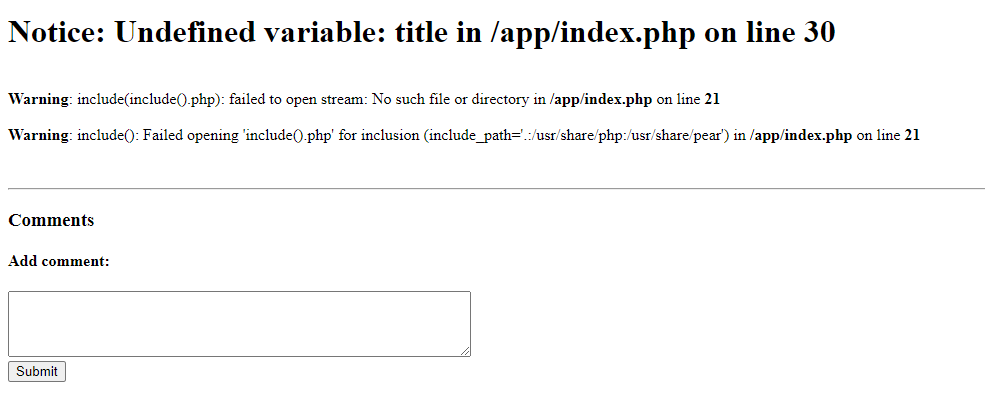 Notice: Undefined variable: title in /app/index.php on line 30
Warning: include(include().php): failed to open stream: No such file or directory in /app/index.php on line 21
Warning: include(): Failed opening 'include().php' for inclusion (include_path='.:/usr/share/php:/usr/share/pear') in /app/index.php on line 21
Comments
Add comment:
Submit